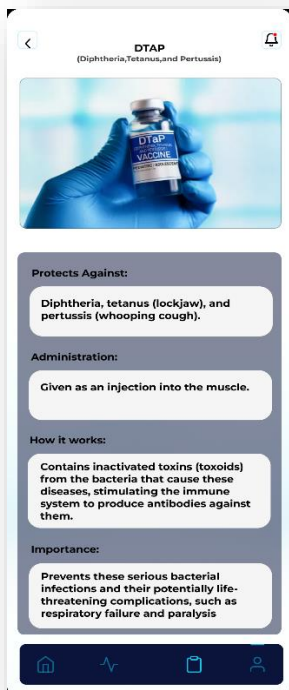 DTAP
(Diphtheria,Tetanus,and Pertussis)
DTaP
VACCINE
Protects Against:
Diphtheria, tetanus (lockjaw), and
pertussis (whooping cough).
Administration:
Given as an injection into the muscle.
How it works:
Contains inactivated toxins (toxoids)
from the bacteria that cause these
diseases, stimulating the immune
system to produce antibodies against
them.
Importance:
Prevents these serious bacterial
infections and their potentially life-
threatening complications, such as
respiratory failure and paralysis